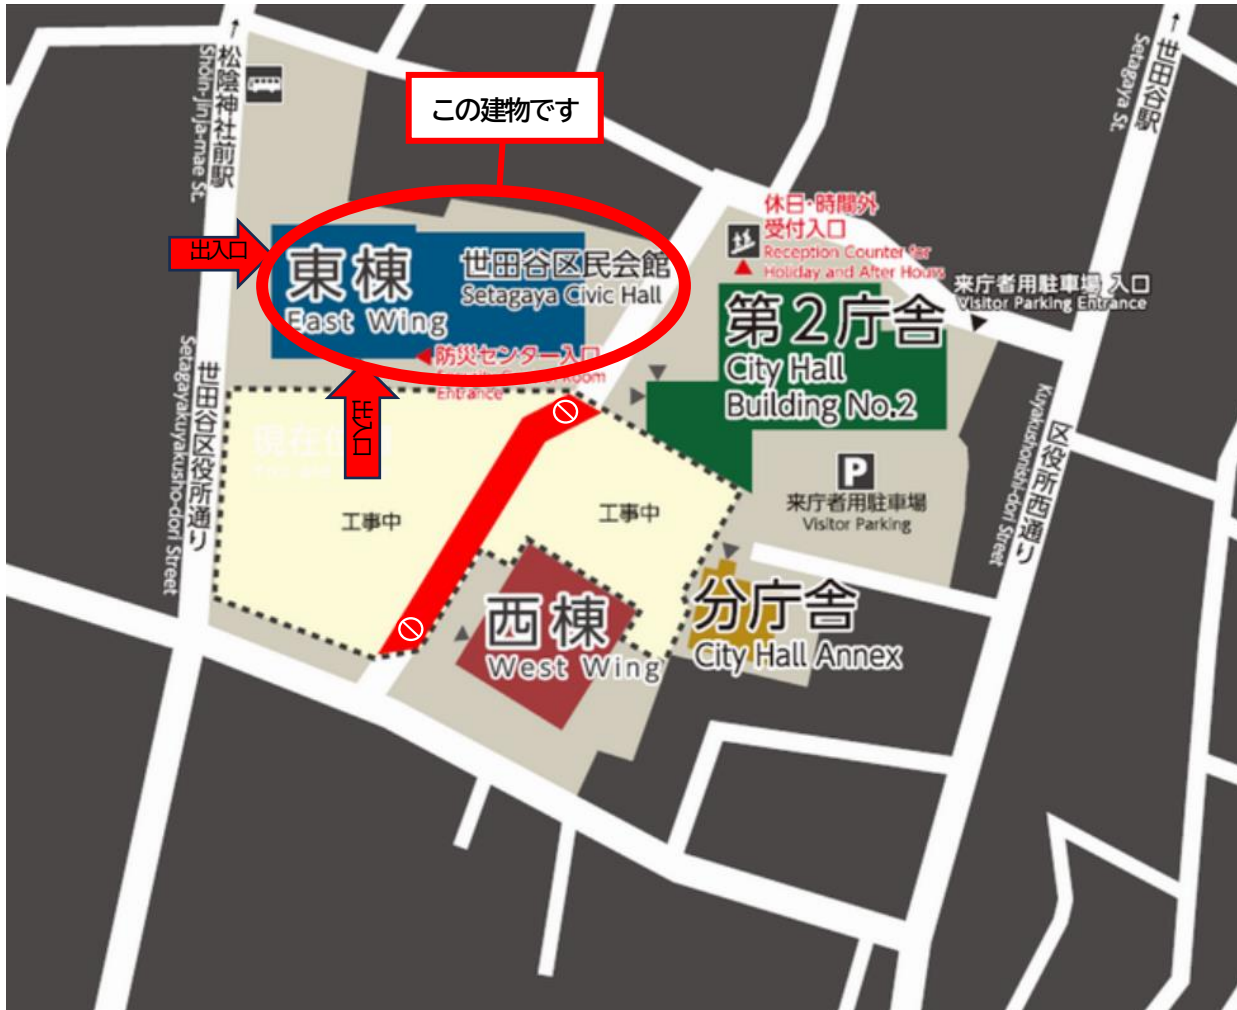 この建物です
↑松陰神社前駅
Shoin-jinja-mae St.
↑世田谷駅
Setagaya St.
休日・時間外
受付入口
Reception Counter for
Holiday and After Hours
来庁者用駐車場 入口
Visitor Parking Entrance
出入口
東棟
East Wing
世田谷区民会館
Setagaya Civic Hall
第2庁舎
City Hall
Building No.2
防災センター入口
Room
Entrance
出入口
世田谷区役所通り
Setagayakuyakusho-dori Street
区役所西通り
Kuyakushonishi-dori Street
P
来庁者用駐車場
Visitor Parking
工事中
工事中
西棟
West Wing
分庁舎
City Hall Annex